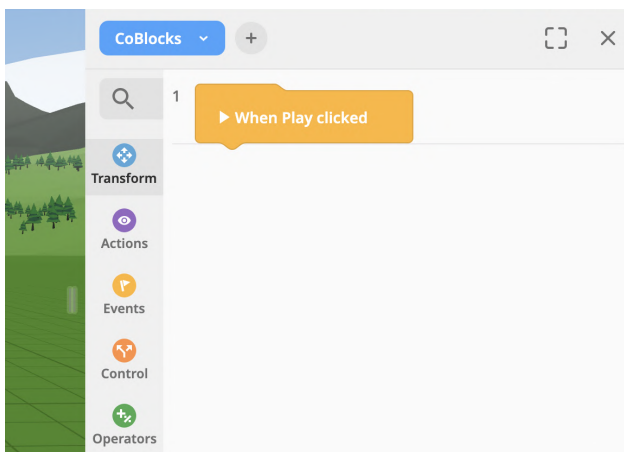 CoBlocks
+
1
When Play clicked
Transform
Actions
Events
Control
Operators